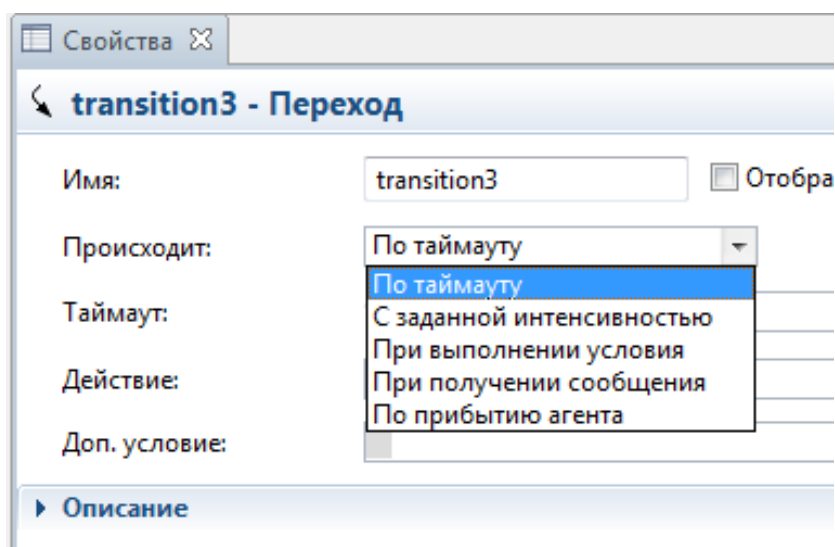 Свойства
transition3 - Переход
Имя: transition3 Отобра
Происходит: По таймауту
По таймауту
Таймаут:
С заданной интенсивностью
При выполнении условия
Действие:
При получении сообщения
По прибытию агента
Доп. условие:
Описание